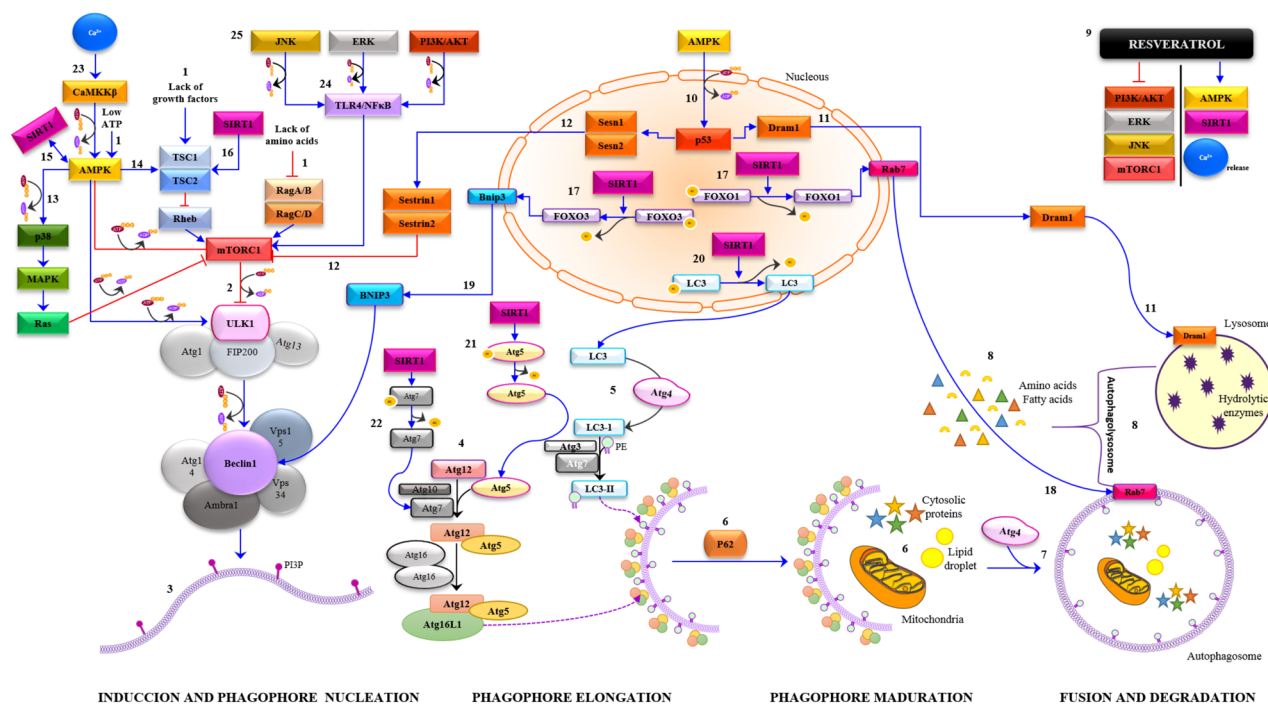 Ca²⁺
23
CaMKKβ
SIRT1
Low
ATP
1
15
AMPK
14
13
p38
MAPK
Ras
1
Lack of
growth factors
SIRT1
16
TSC1
TSC2
Rheb
mTORC1
2
ULK1
Atg1
FIP200
Atg13
Vps1
5
Beclin1
Atg1
4
Vps
34
Ambra1
3
PI3P
25
JNK
ERK
PI3K/AKT
24
TLR4/NFκB
Lack of
amino acids
1
RagA/B
RagC/D
12
Sestrin1
Sestrin2
12
BNIP3
19
AMPK
10
Nucleous
Sesn1
Sesn2
p53
Dram1
11
SIRT1
17
FOXO3
FOXO3
Bnip3
SIRT1
17
FOXO1
FOXO1
Rab7
SIRT1
20
LC3
LC3
SIRT1
21
Atg5
Atg5
SIRT1
Atg7
22
Atg7
4
Atg12
Atg10
Atg7
Atg5
Atg12
Atg5
Atg16
Atg16
Atg12
Atg5
Atg16L1
LC3
5
Atg4
LC3-1
Atg3
Atg7
PE
LC3-II
6
P62
Cytosolic
proteins
6
Lipid
droplet
Mitochondria
Atg4
7
9
RESVERATROL
PI3K/AKT
ERK
JNK
mTORC1
AMPK
SIRT1
Ca²⁺
release
Dram1
11
Lysosome
Dram1
Hydrolytic
enzymes
8
Amino acids
Fatty acids
Autophagolysosome
8
18
Rab7
Autophagosome
INDUCCION AND PHAGOPHORE NUCLEATION
PHAGOPHORE ELONGATION
PHAGOPHORE MADURATION
FUSION AND DEGRADATION